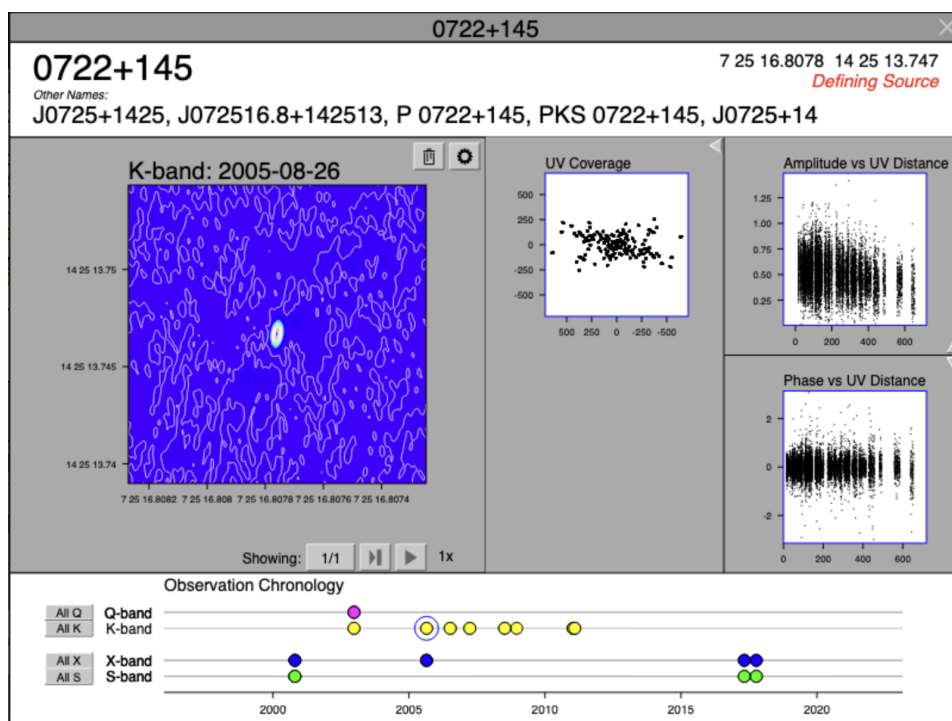 0722+145
0722+145
7 25 16.8078 14 25 13.747
Defining Source
Other Names:
J0725+1425, J072516.8+142513, P 0722+145, PKS 0722+145, J0725+14
K-band: 2005-08-26
14 25 13.75
14 25 13.745
14 25 13.74
7 25 16.8082 7 25 16.808 7 25 16.8078 7 25 16.8076 7 25 16.8074
Showing: 1/1 1x
UV Coverage
500
250
0
-250
-500
500 250 0 -250 -500
Amplitude vs UV Distance
1.25
1.00
0.75
0.50
0.25
0 200 400 600
Phase vs UV Distance
2
0
-2
0 200 400 600
Observation Chronology
All Q Q-band
All K K-band
All X X-band
All S S-band
2000 2005 2010 2015 2020